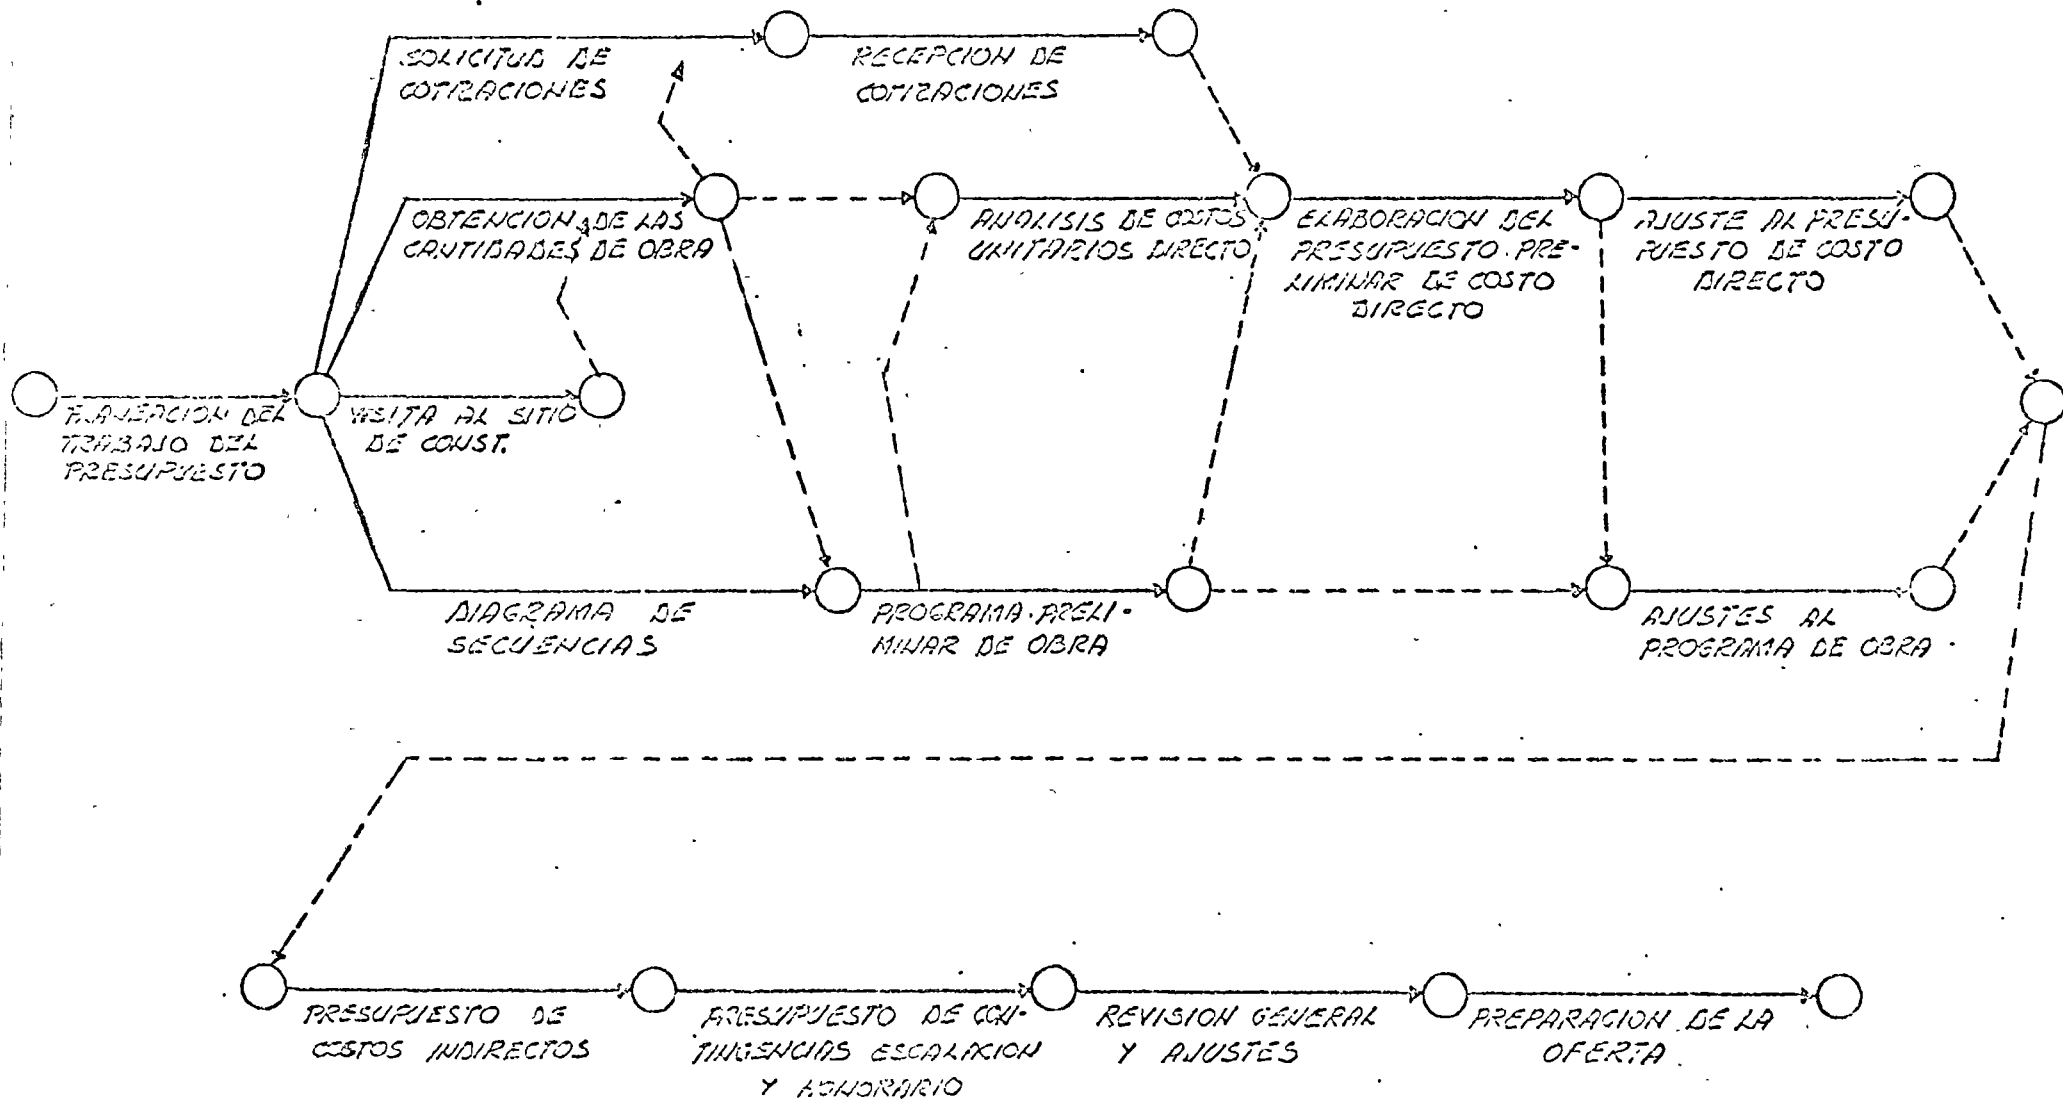 SOLICITUD DE
COTIZACIONES
RECEPCION DE
COTIZACIONES
OBTENCION DE LAS
CANTIDADES DE OBRA
ANALISIS DE COSTOS
UNITARIOS DIRECTO
ELABORACION DEL
PRESUPUESTO PRE-
LIMINAR DE COSTO
DIRECTO
AJUSTE AL PRESU-
PUESTO DE COSTO
DIRECTO
PLANEACION DEL
TRABAJO DEL
PRESUPUESTO
VISITA AL SITIO
DE CONST.
DIAGRAMA DE
SECUENCIAS
PROGRAMA PRELI-
MINAR DE OBRA
AJUSTES AL
PROGRAMA DE OBRA
PRESUPUESTO DE
COSTOS INDIRECTOS
PRESUPUESTO DE CON-
TINGENCIAS ESCALACION
Y HONORARIO
REVISION GENERAL
Y AJUSTES
PREPARACION DE LA
OFERTA